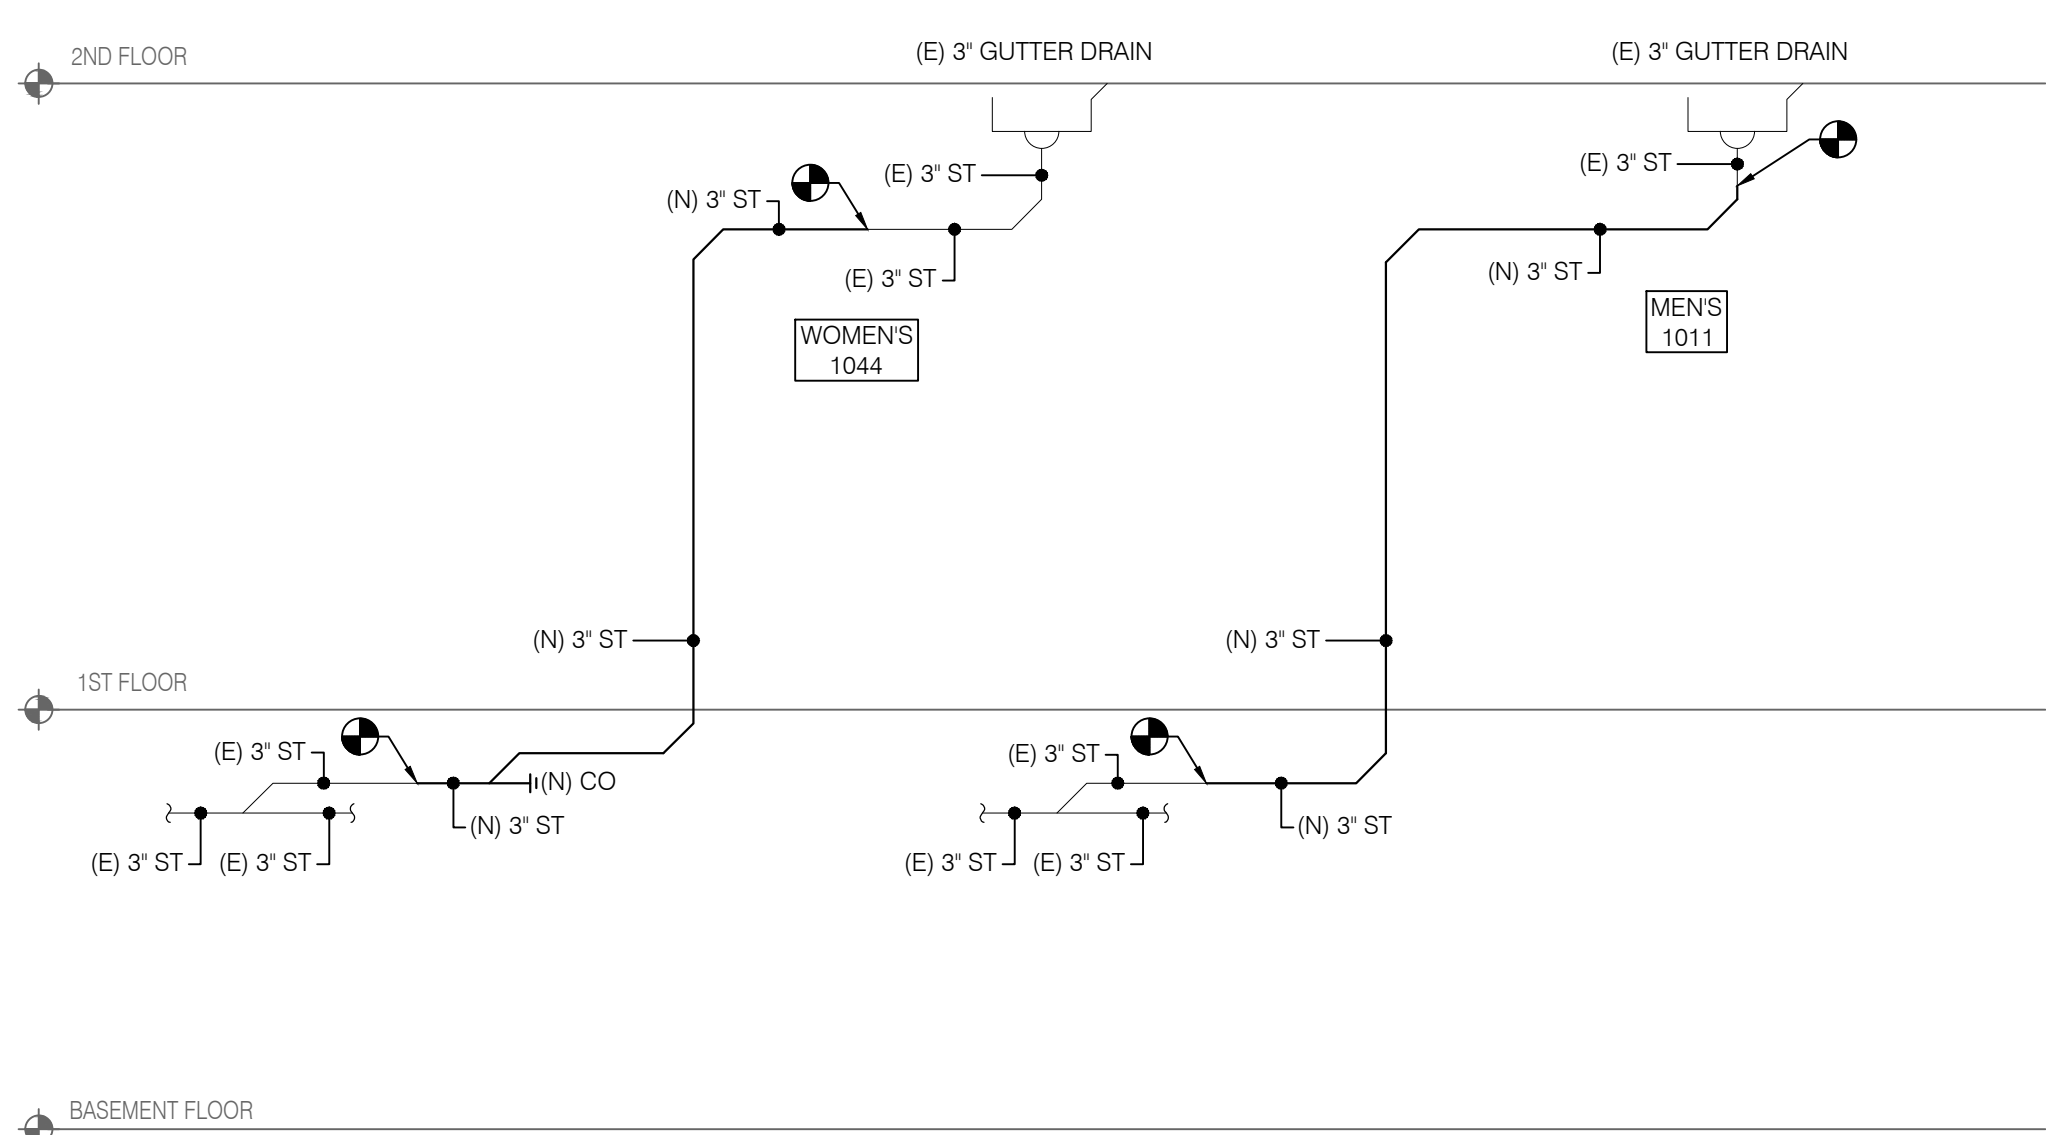 2ND FLOOR
(E) 3" GUTTER DRAIN
(E) 3" GUTTER DRAIN
(E) 3" ST
(E) 3" ST
(N) 3" ST
(E) 3" ST
(N) 3" ST
WOMEN'S
1044
MEN'S
1011
(N) 3" ST
(N) 3" ST
1ST FLOOR
(E) 3" ST
(E) 3" ST
(N) CO
(N) 3" ST
(N) 3" ST
(E) 3" ST
(E) 3" ST
(E) 3" ST
(E) 3" ST
BASEMENT FLOOR